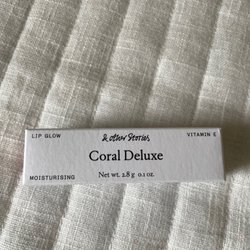 LIP GLOW & other Stories VITAMIN E
Coral Deluxe
Net wt. 2.8 g 0.1 oz.
MOISTURISING